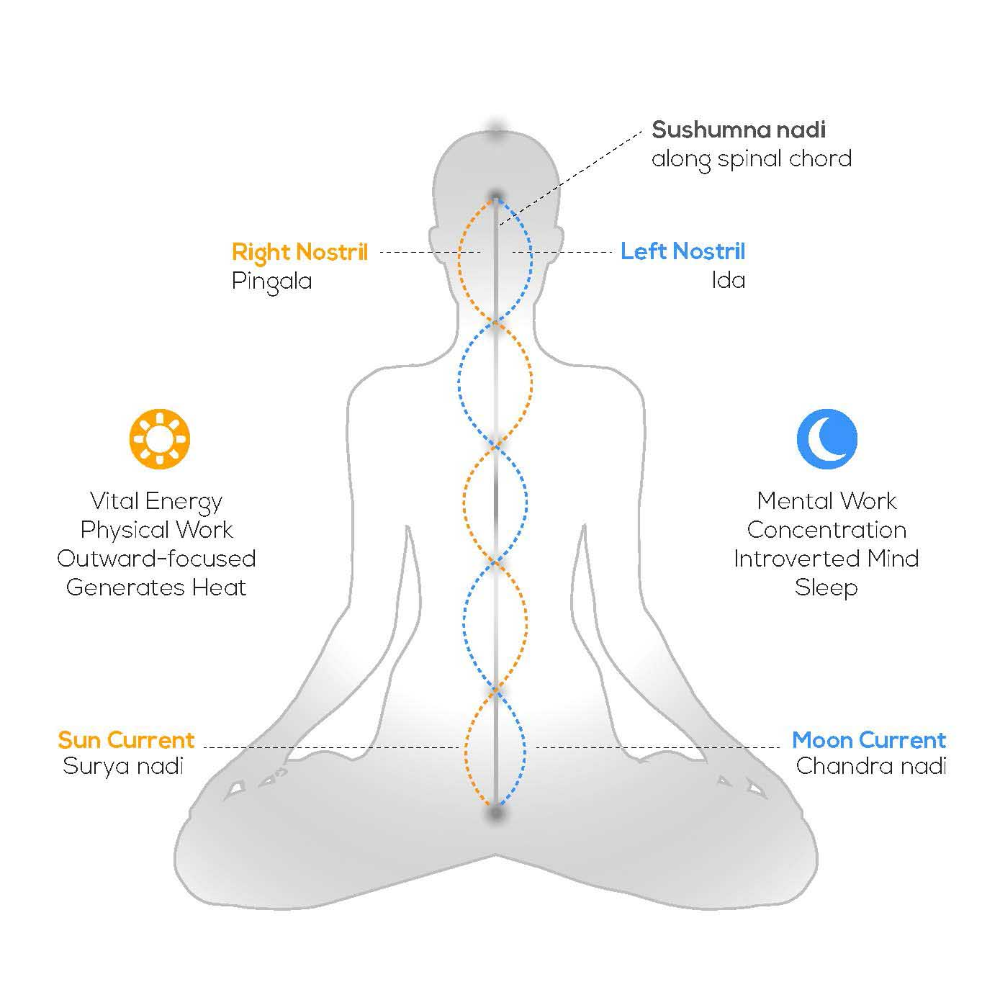 Sushumna nadi
along spinal chord
Right Nostril
Pingala
Left Nostril
Ida
Vital Energy
Physical Work
Outward-focused
Generates Heat
Mental Work
Concentration
Introverted Mind
Sleep
Sun Current
Surya nadi
Moon Current
Chandra nadi